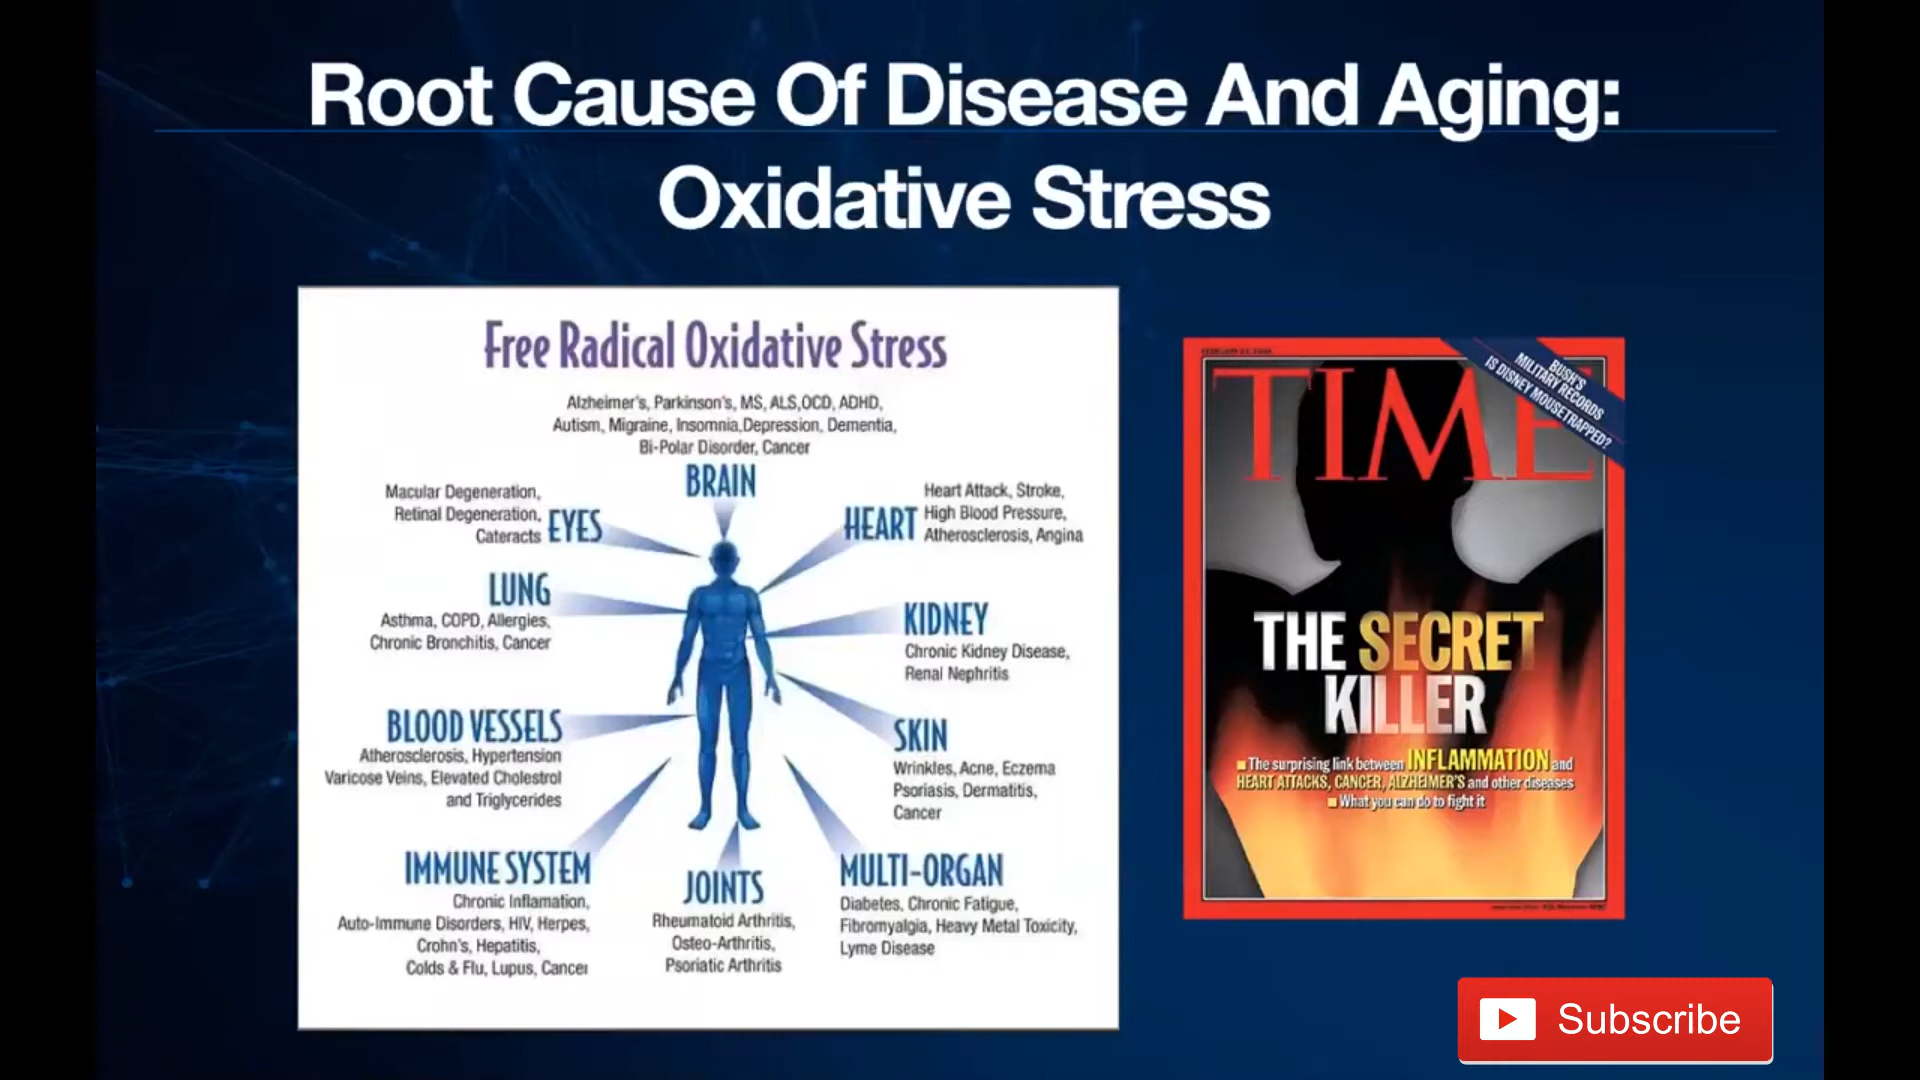 Root Cause Of Disease And Aging:
Oxidative Stress
Free Radical Oxidative Stress
Alzheimer's, Parkinson's, MS, ALS,OCD, ADHD,
Autism, Migraine, Insomnia,Depression, Dementia,
Bi-Polar Disorder, Cancer
BRAIN
Macular Degeneration,
Retinal Degeneration,
Cateracts
EYES
HEART
Heart Attack, Stroke,
High Blood Pressure,
Atherosclerosis, Angina
LUNG
Asthma, COPD, Allergies,
Chronic Bronchitis, Cancer
KIDNEY
Chronic Kidney Disease,
Renal Nephritis
BLOOD VESSELS
Atherosclerosis, Hypertension
Varicose Veins, Elevated Cholestrol
and Triglycerides
SKIN
Wrinkles, Acne, Eczema
Psoriasis, Dermatitis,
Cancer
IMMUNE SYSTEM
Chronic Inflamation,
Auto-Immune Disorders, HIV, Herpes,
Crohn's, Hepatitis,
Colds & Flu, Lupus, Cancer
JOINTS
Rheumatoid Arthritis,
Osteo-Arthritis,
Psoriatic Arthritis
MULTI-ORGAN
Diabetes, Chronic Fatigue,
Fibromyalgia, Heavy Metal Toxicity,
Lyme Disease
BUSH'S
MILITARY RECORDS
IS DISNEY MOUSETRAPPED?
TIME
THE SECRET
KILLER
The surprising link between INFLAMMATION and
HEART ATTACKS, CANCER, ALZHEIMER'S and other diseases
What you can do to fight it
Subscribe